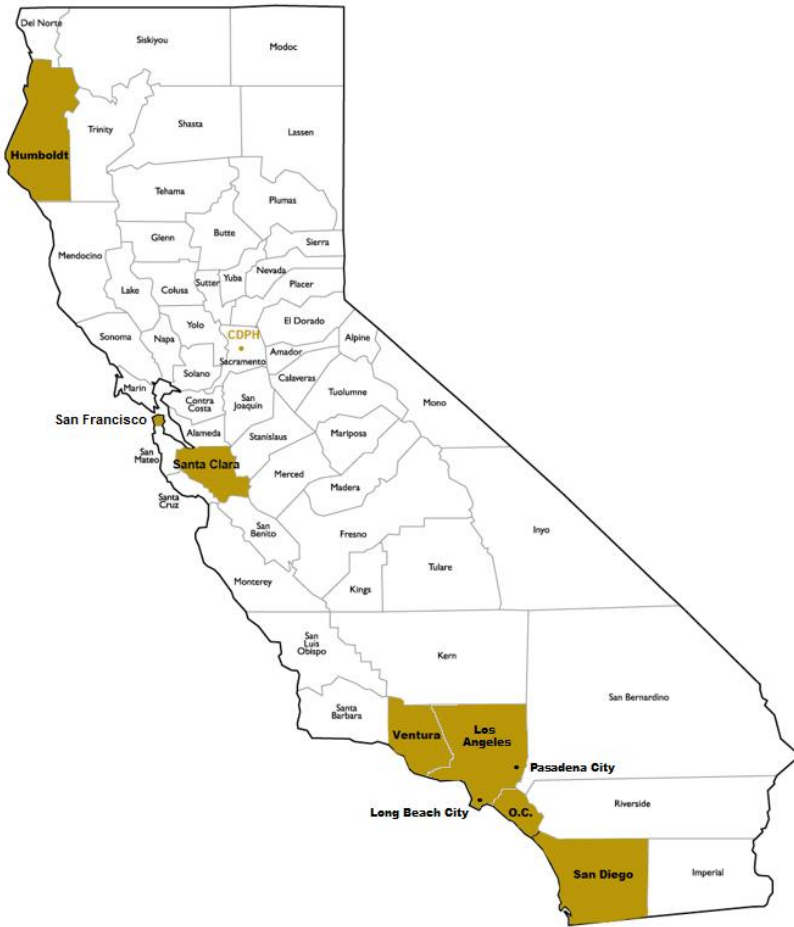 Del Norte
Siskiyou
Modoc
Humboldt
Trinity
Shasta
Lassen
Tehama
Plumas
Mendocino
Glenn
Butte
Sierra
Lake
Colusa
Sutter
Yuba
Nevada
Placer
Sonoma
Napa
Yolo
CDPH
El Dorado
Solano
Sacramento
Amador
Alpine
Marin
Contra
Costa
San
Joaquin
Calaveras
Tuolumne
Mono
San Francisco
Alameda
Stanislaus
Mariposa
San
Mateo
Santa Clara
Merced
Madera
Santa
Cruz
San
Benito
Fresno
Inyo
Monterey
Kings
Tulare
San
Luis
Obispo
Kern
San Bernardino
Santa
Barbara
Ventura
Los
Angeles
Pasadena City
Long Beach City
O.C.
Riverside
San Diego
Imperial